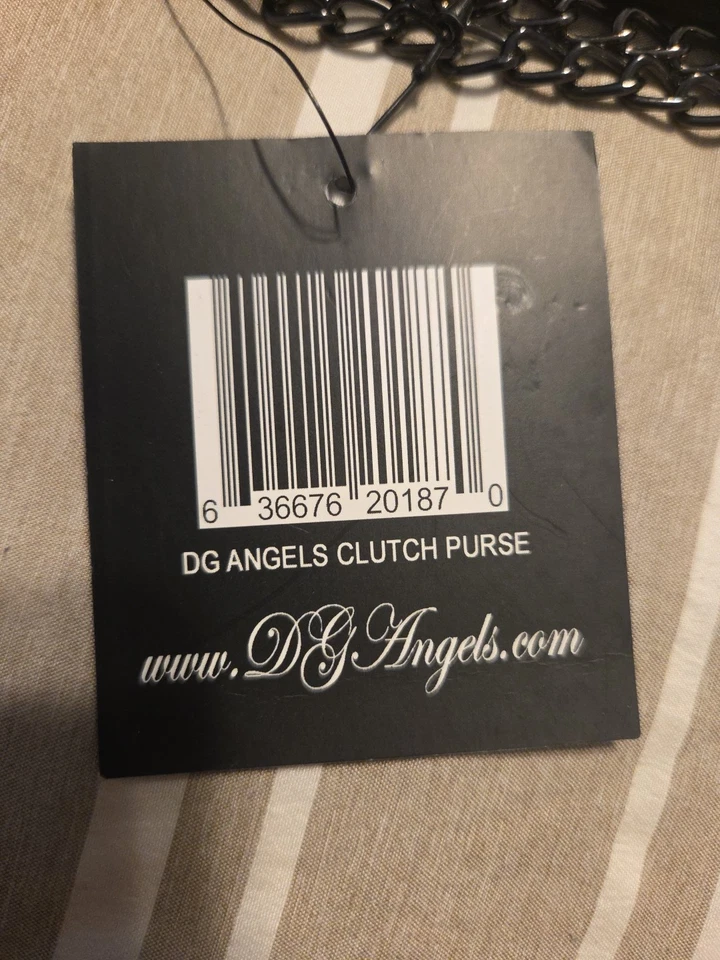 6 36676 20187 0
DG ANGELS CLUTCH PURSE
www.DGAngels.com